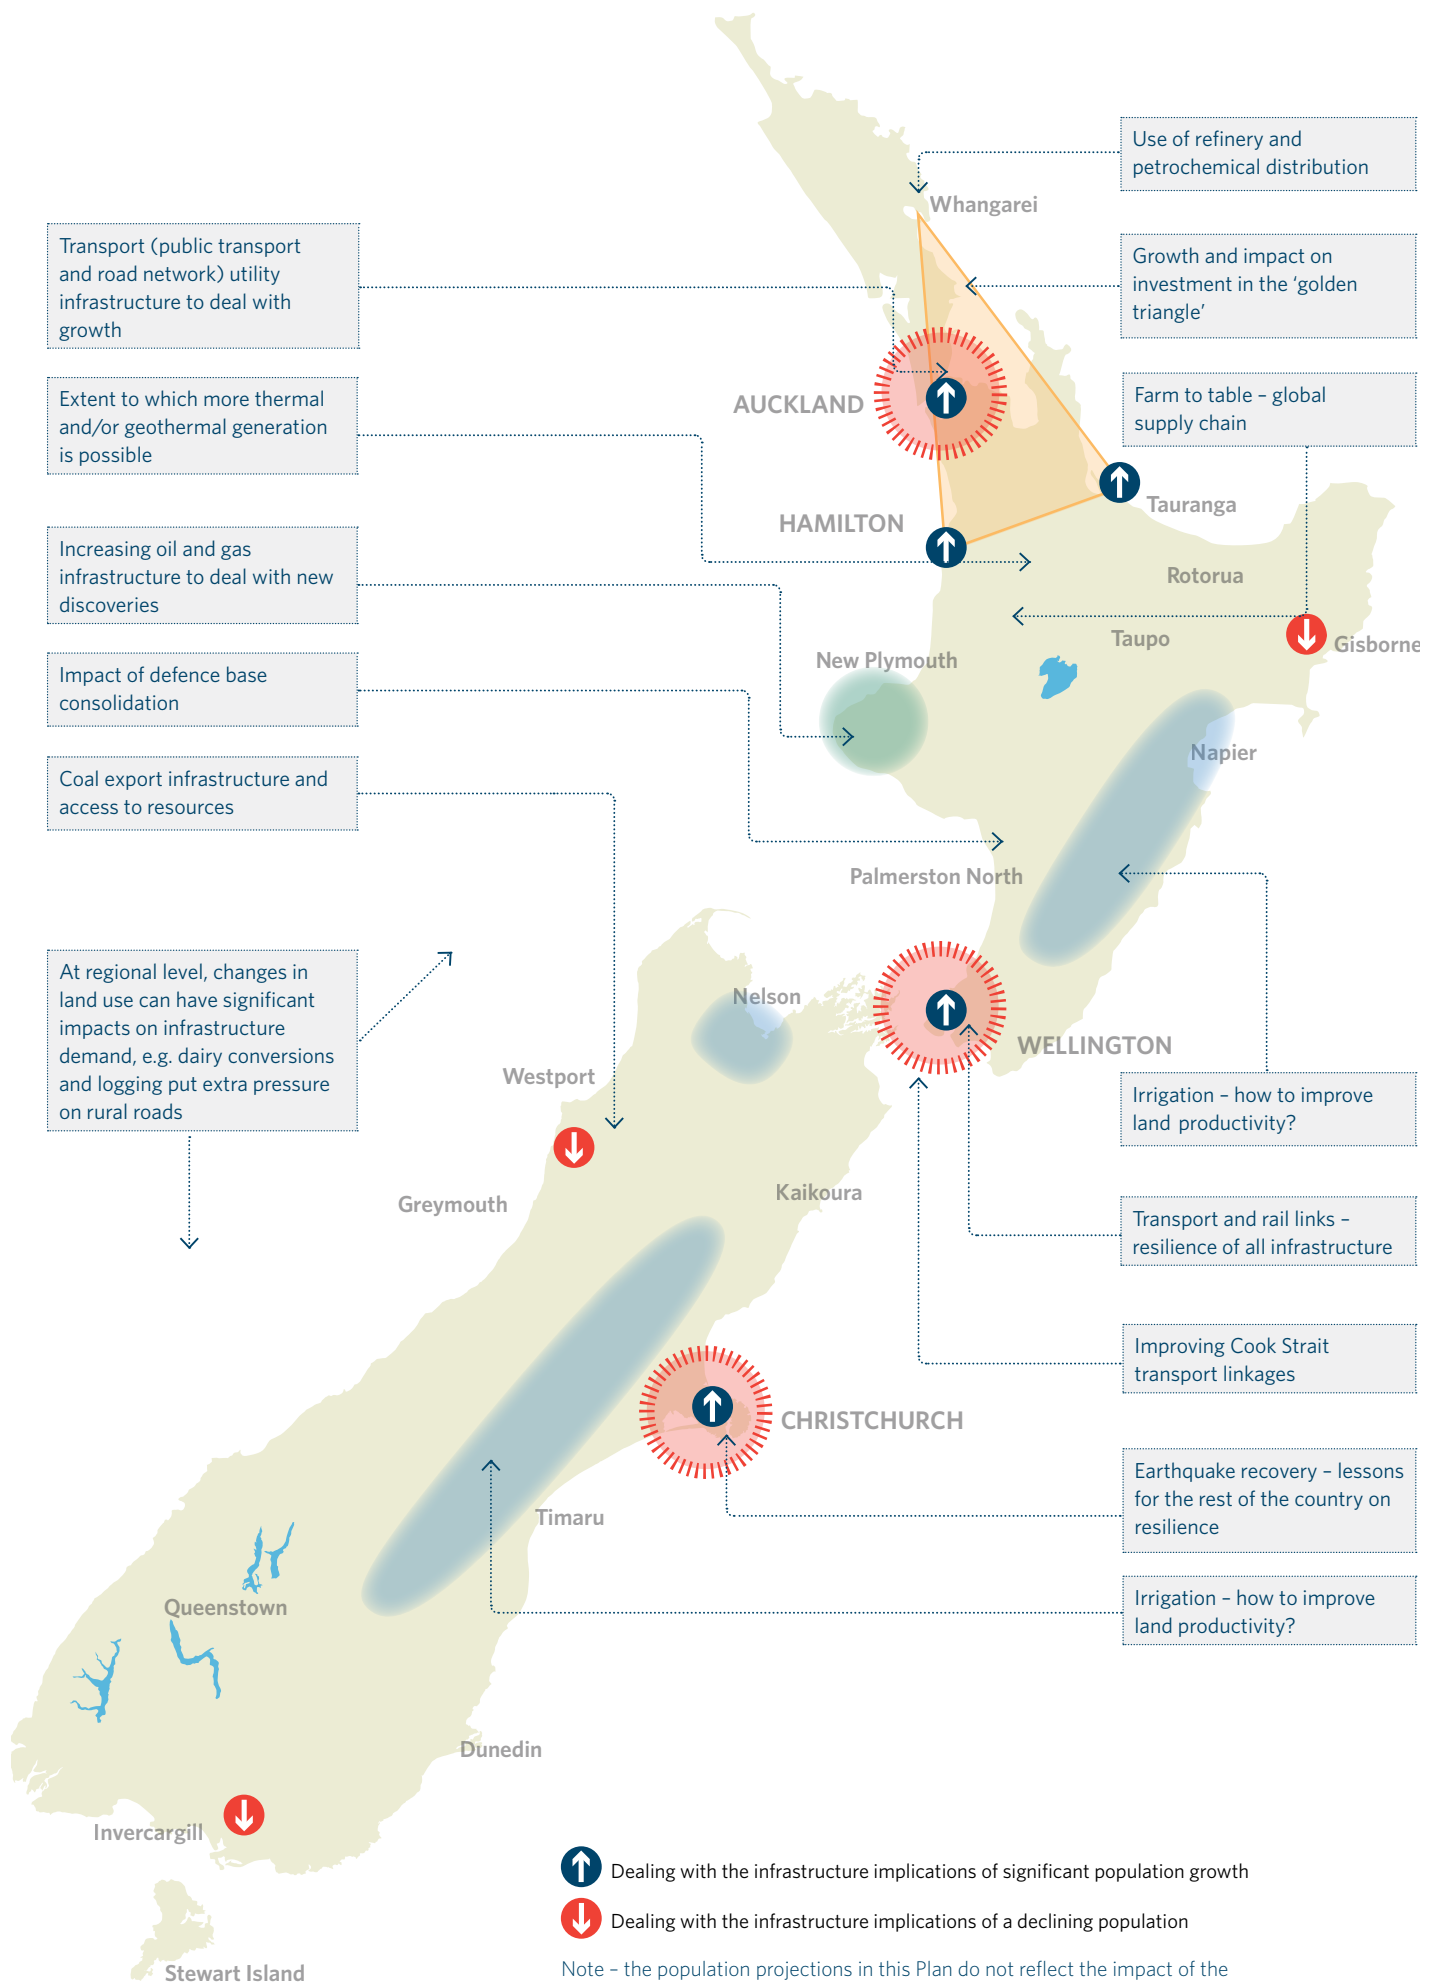 Use of refinery and
petrochemical distribution
Whangarei
Transport (public transport
and road network) utility
infrastructure to deal with
growth
Growth and impact on
investment in the ‘golden
triangle’
Extent to which more thermal
and/or geothermal generation
is possible
AUCKLAND
Farm to table – global
supply chain
Tauranga
HAMILTON
Increasing oil and gas
infrastructure to deal with new
discoveries
Rotorua
Taupo
Gisborne
New Plymouth
Impact of defence base
consolidation
Napier
Coal export infrastructure and
access to resources
Palmerston North
At regional level, changes in
land use can have significant
impacts on infrastructure
demand, e.g. dairy conversions
and logging put extra pressure
on rural roads
Nelson
WELLINGTON
Westport
Irrigation – how to improve
land productivity?
Kaikoura
Greymouth
Transport and rail links –
resilience of all infrastructure
Improving Cook Strait
transport linkages
CHRISTCHURCH
Earthquake recovery – lessons
for the rest of the country on
resilience
Timaru
Irrigation – how to improve
land productivity?
Queenstown
Dunedin
Invercargill
Stewart Island
Dealing with the infrastructure implications of significant population growth
Dealing with the infrastructure implications of a declining population
Note – the population projections in this Plan do not reflect the impact of the